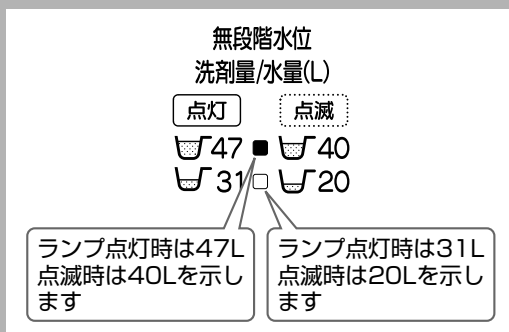 無段階水位
洗剤量/水量(L)
点灯 点滅
47 40
31 20
ランプ点灯時は47L
点滅時は40Lを示し
ます
ランプ点灯時は31L
点滅時は20Lを示し
ます